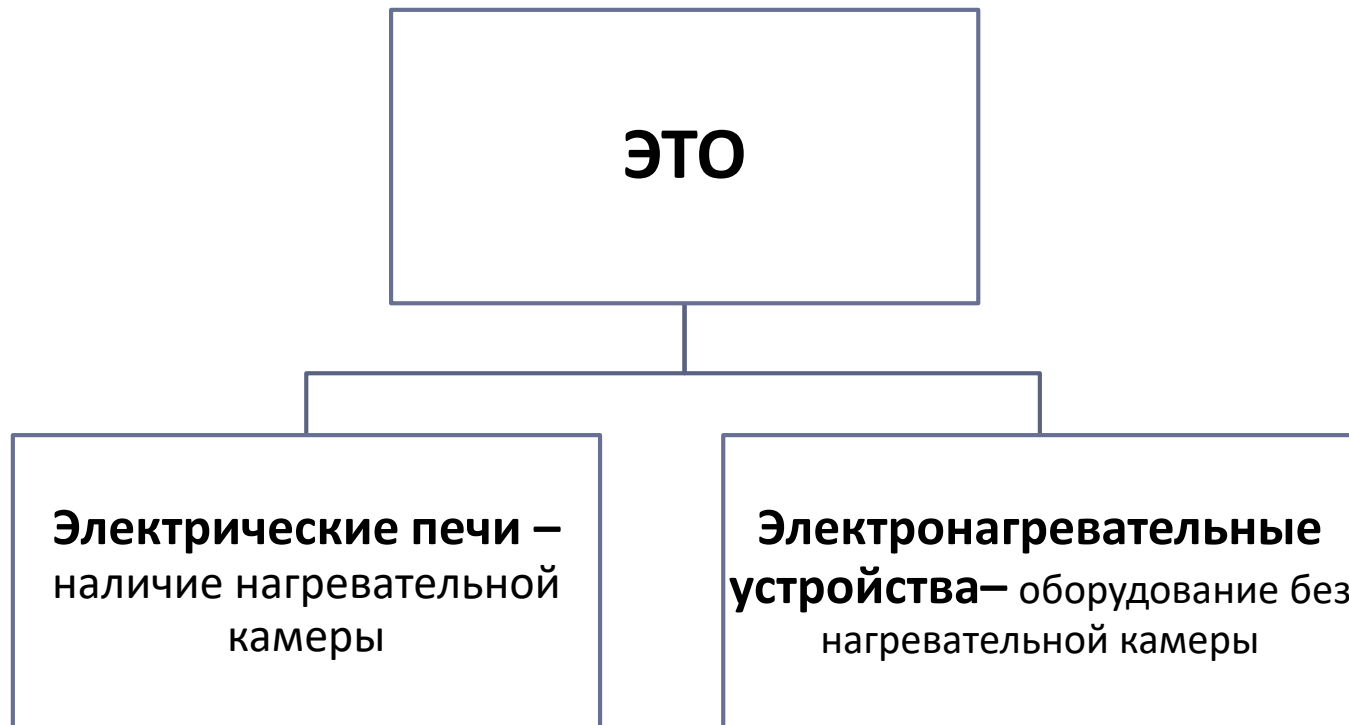 ЭТО
Электрические печи –
наличие нагревательной
камеры
Электронагревательные
устройства– оборудование без
нагревательной камеры